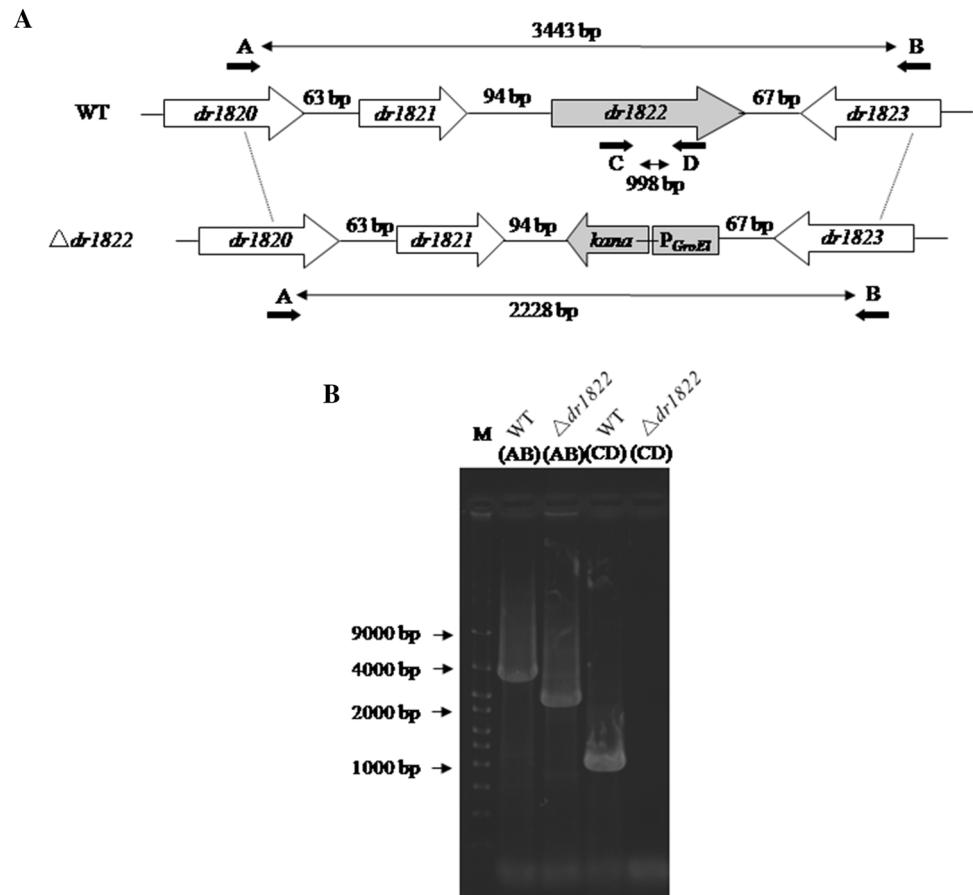 A
3443 bp
A
B
WT
dr1820
63 bp
dr1821
94 bp
dr1822
67 bp
dr1823
C
D
998 bp
△dr1822
dr1820
63 bp
dr1821
94 bp
kana
P_GroEl
67 bp
dr1823
A
B
2228 bp
B
M
WT
△dr1822
WT
△dr1822
(AB)
(AB)
(CD)
(CD)
9000 bp
4000 bp
2000 bp
1000 bp